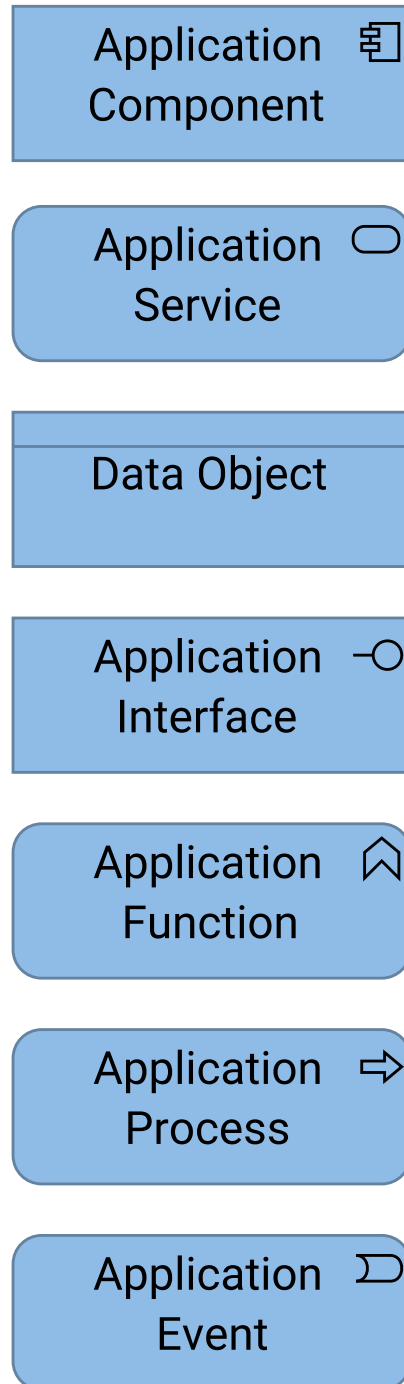 Application
Component
Application
Service
Data Object
Application
Interface
Application
Function
Application
Process
Application
Event